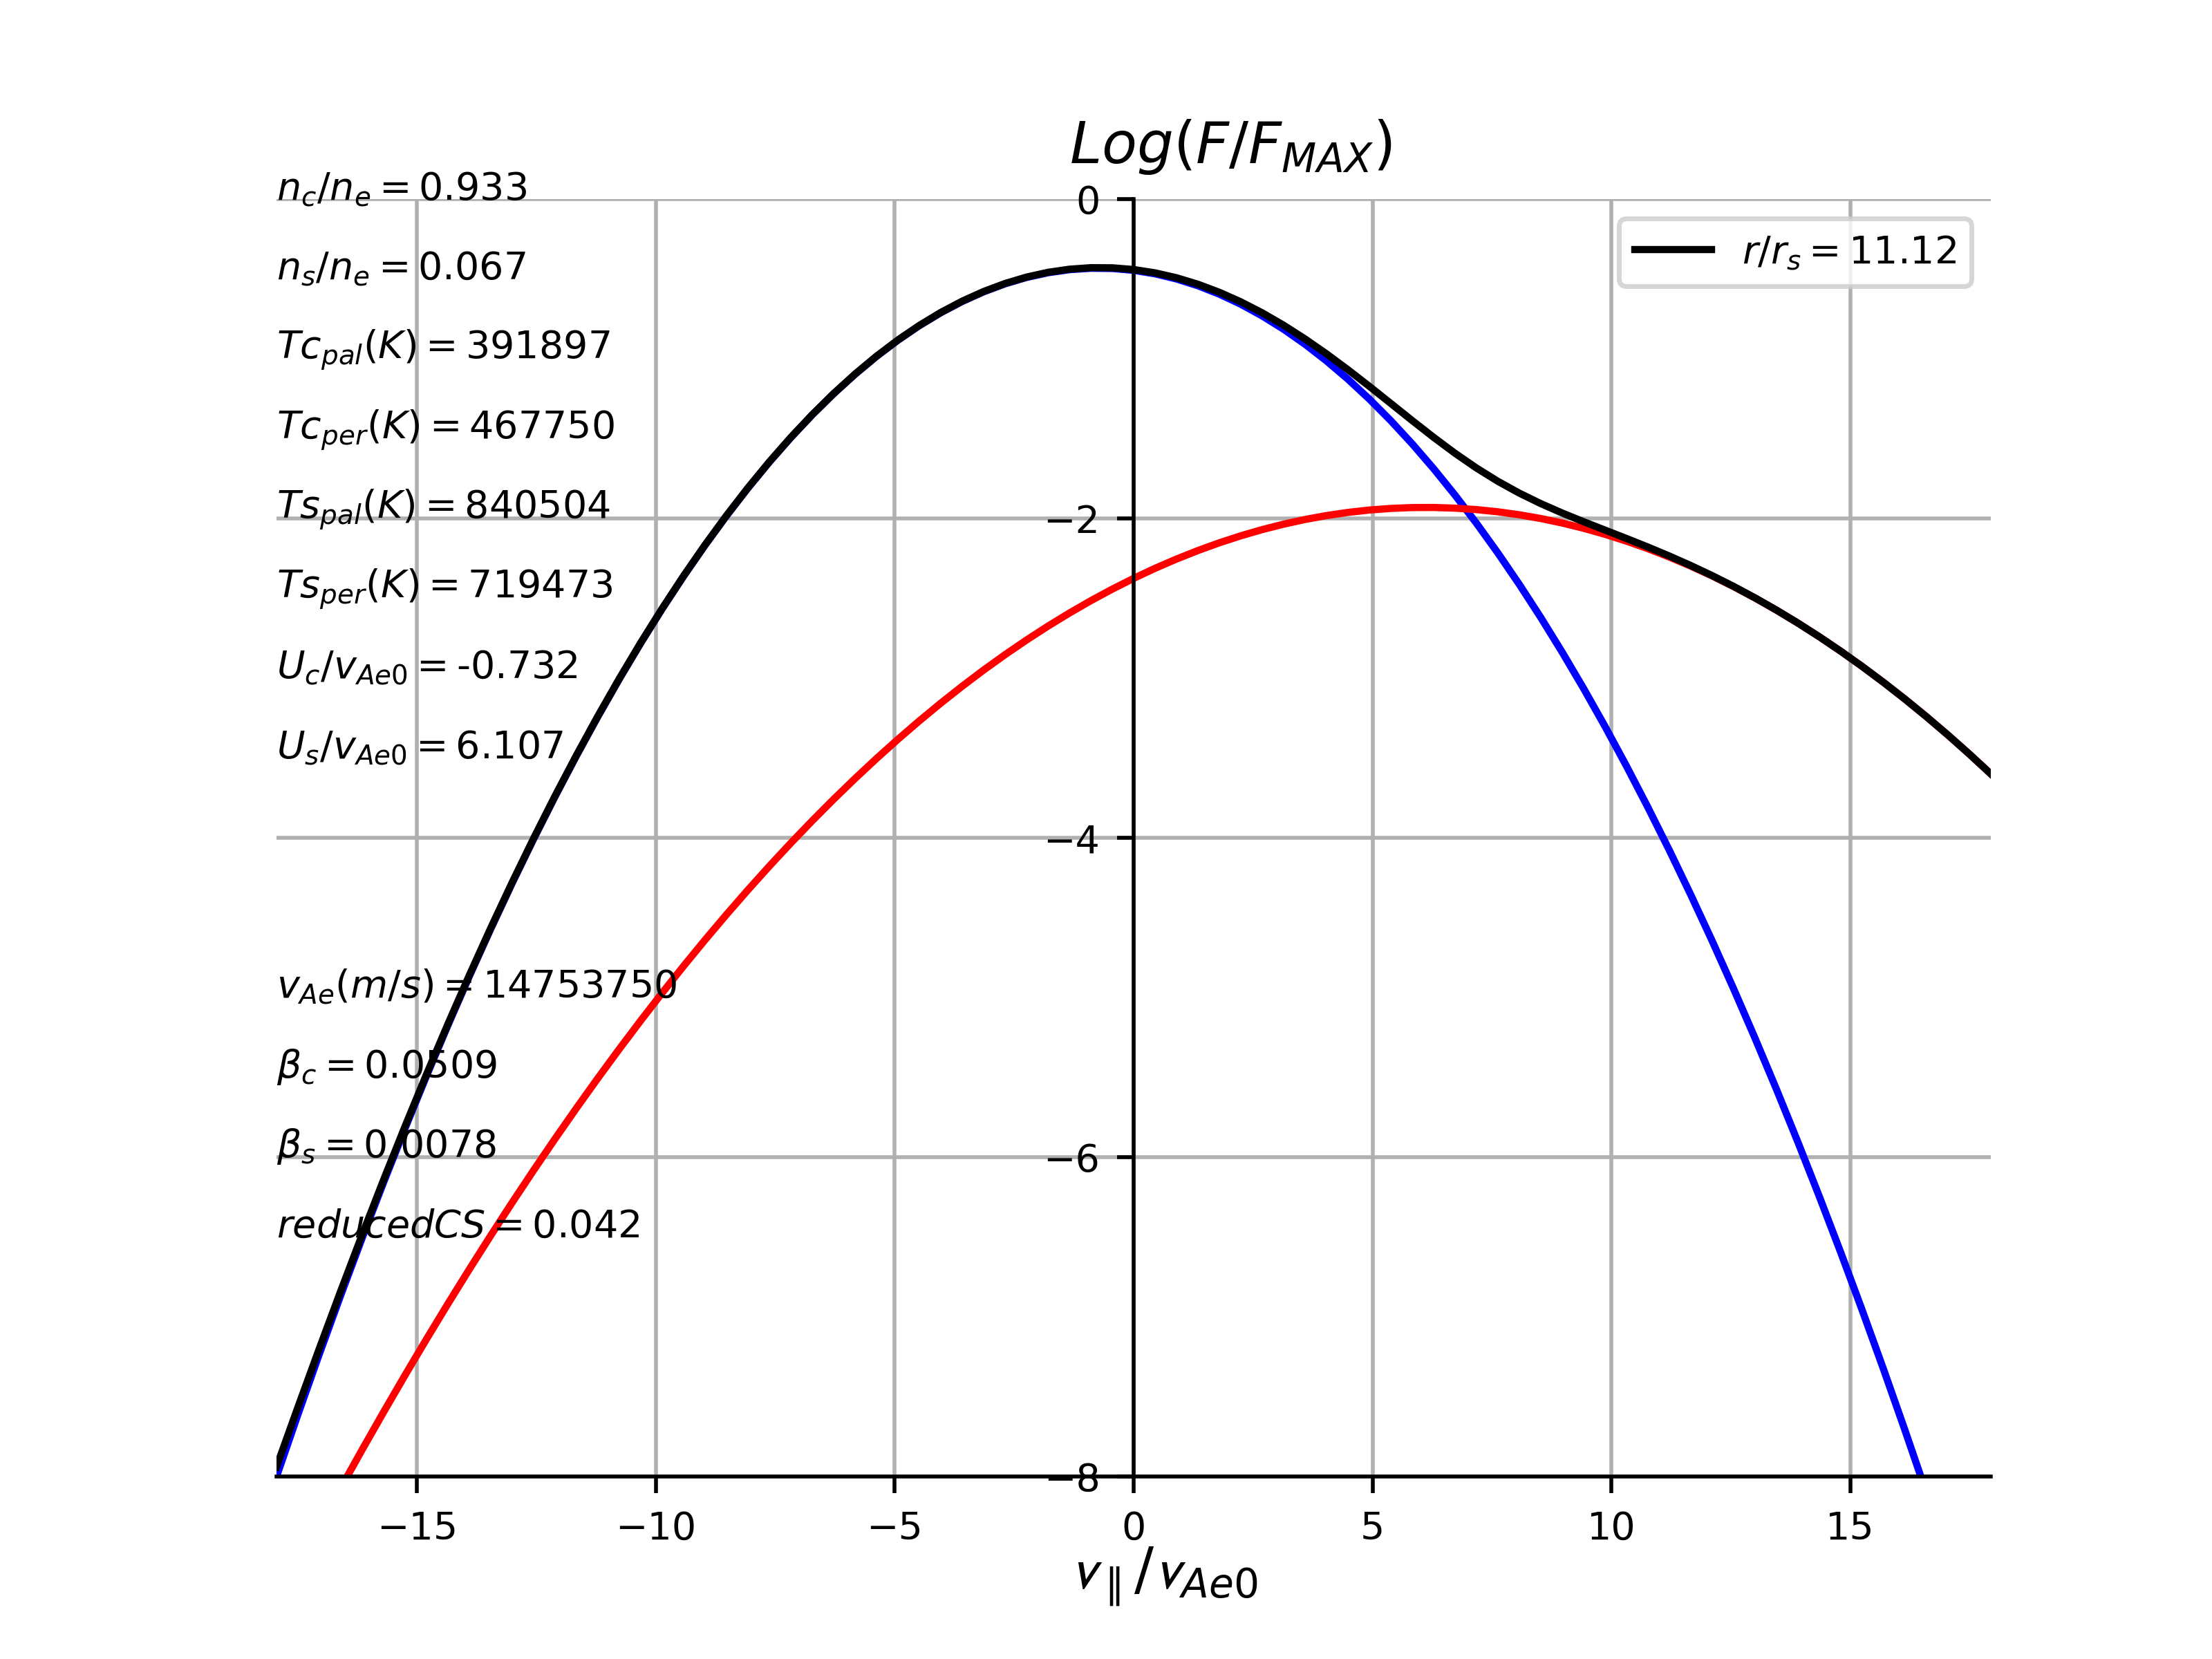 Log(F/F_MAX)
n_c/n_e = 0.933
n_s/n_e = 0.067
Tc_pal(K) = 391897
Tc_per(K) = 467750
Ts_pal(K) = 840504
Ts_per(K) = 719473
U_c/v_Ae0 = -0.732
U_s/v_Ae0 = 6.107
v_Ae(m/s) = 14753750
β_c = 0.0509
β_s = 0.0078
reducedCS = 0.042
r/r_s = 11.12
0
−2
−4
−6
−8
−15 −10 −5 0 5 10 15
v_∥/v_Ae0